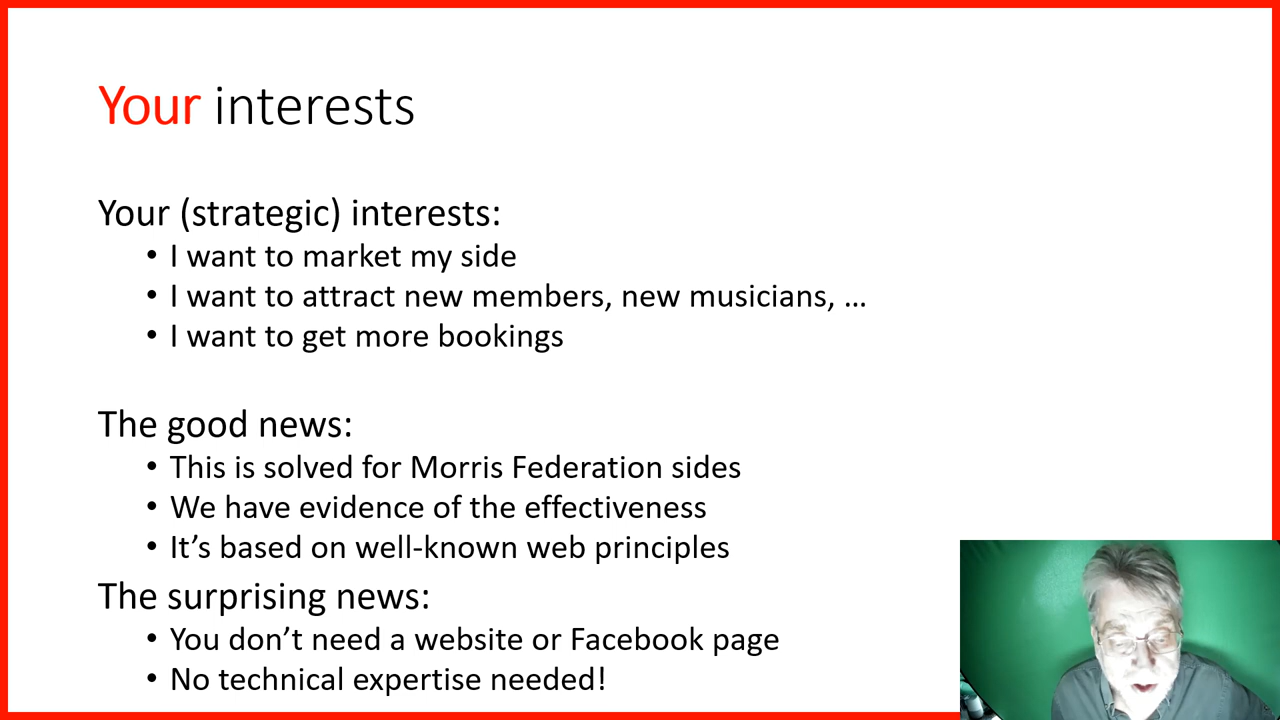 Your interests
Your (strategic) interests:
• I want to market my side
• I want to attract new members, new musicians, …
• I want to get more bookings
The good news:
• This is solved for Morris Federation sides
• We have evidence of the effectiveness
• It’s based on well-known web principles
The surprising news:
• You don’t need a website or Facebook page
• No technical expertise needed!